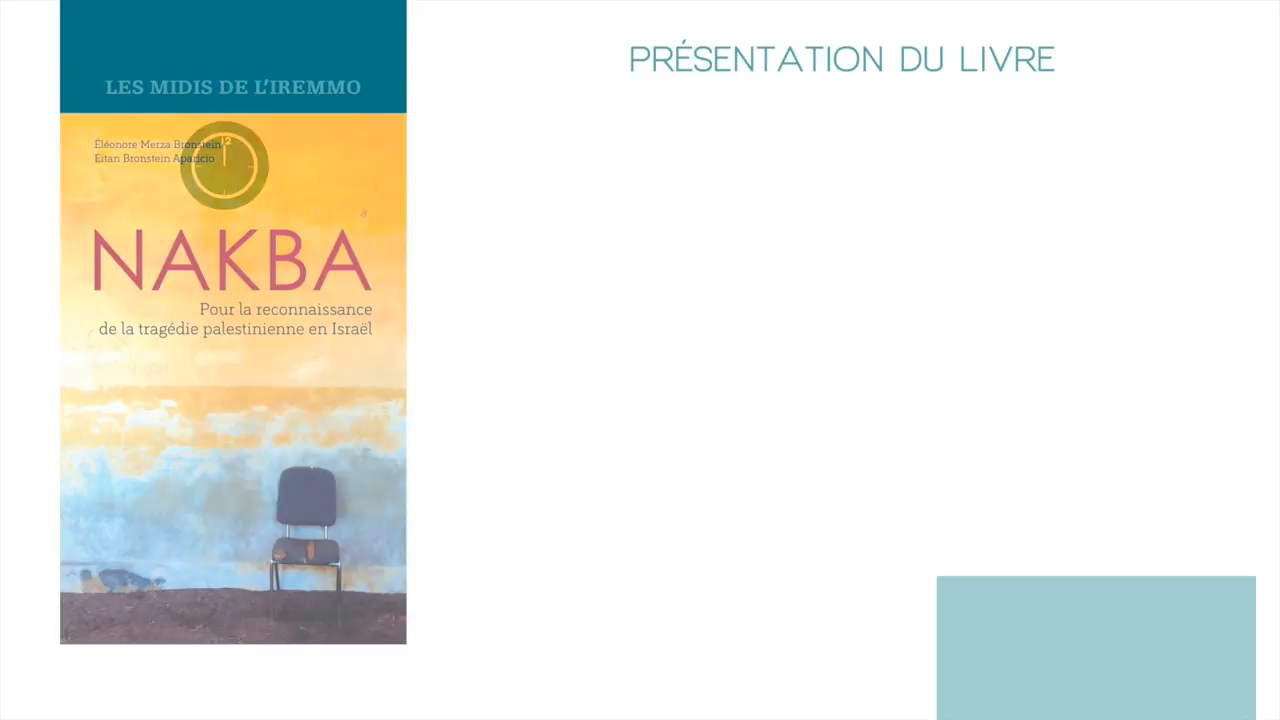 LES MIDIS DE L'IREMMO
PRÉSENTATION DU LIVRE
Éléonore Merza Bronstein
Eitan Bronstein Aparicio
12
NAKBA
Pour la reconnaissance
de la tragédie palestinienne en Israël